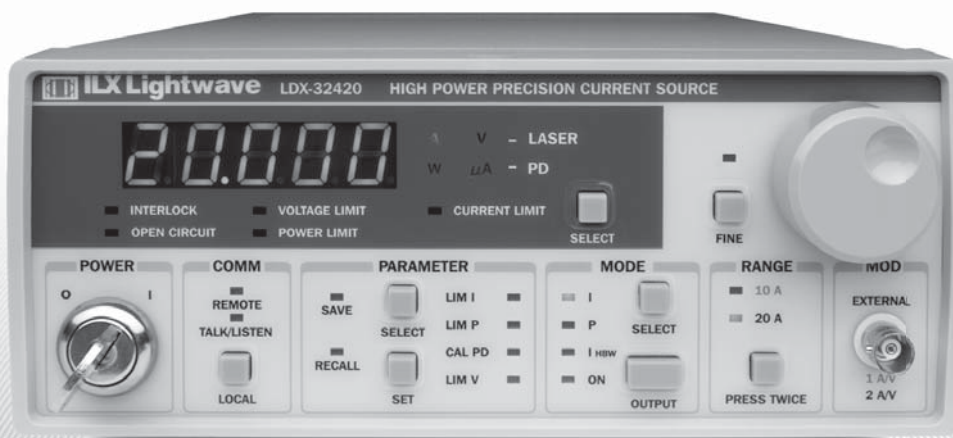 ILX Lightwave LDX-32420 HIGH POWER PRECISION CURRENT SOURCE
20.000
A V – LASER
W µA – PD
INTERLOCK VOLTAGE LIMIT CURRENT LIMIT
OPEN CIRCUIT POWER LIMIT
SELECT
FINE
POWER COMM PARAMETER MODE RANGE MOD
O I
REMOTE
TALK/LISTEN
LOCAL
SAVE
SELECT
RECALL
SET
LIM I
LIM P
CAL PD
LIM V
I
P
I HBW
ON
SELECT
OUTPUT
10 A
20 A
PRESS TWICE
EXTERNAL
1 A/V
2 A/V